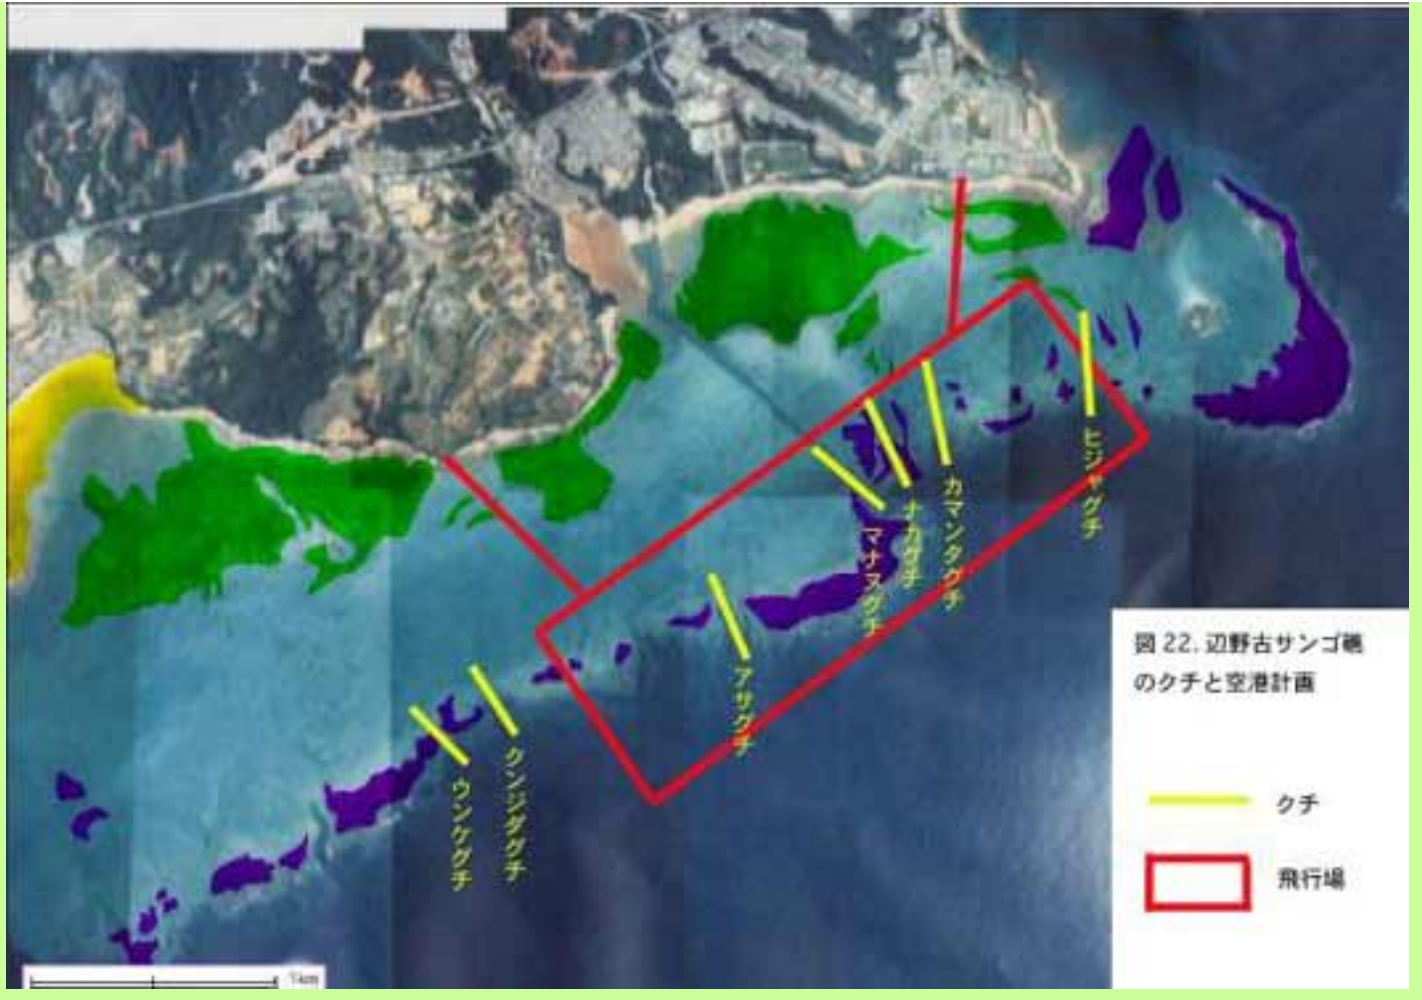 ヒジャグチ
カマンタグチ
ナカグチ
マナヌグチ
アサグチ
クンジダグチ
ウンケグチ
図 22. 辺野古サンゴ礁
のクチと空港計画
クチ
飛行場
1km